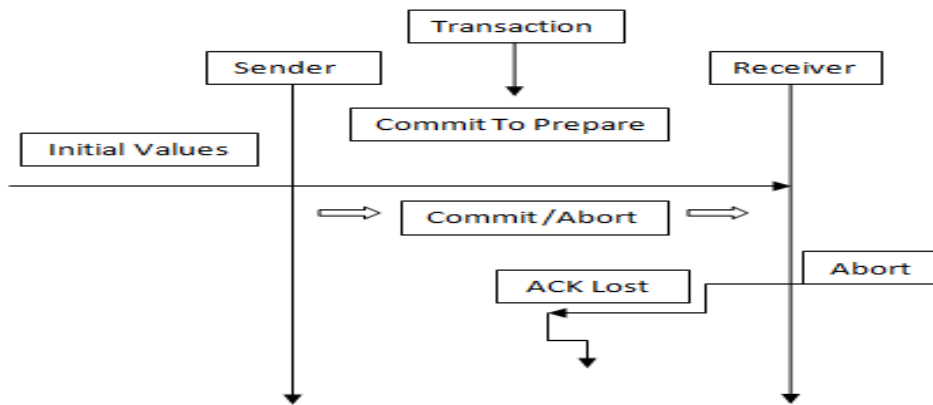 Transaction
Sender
Receiver
Commit To Prepare
Initial Values
Commit /Abort
Abort
ACK Lost